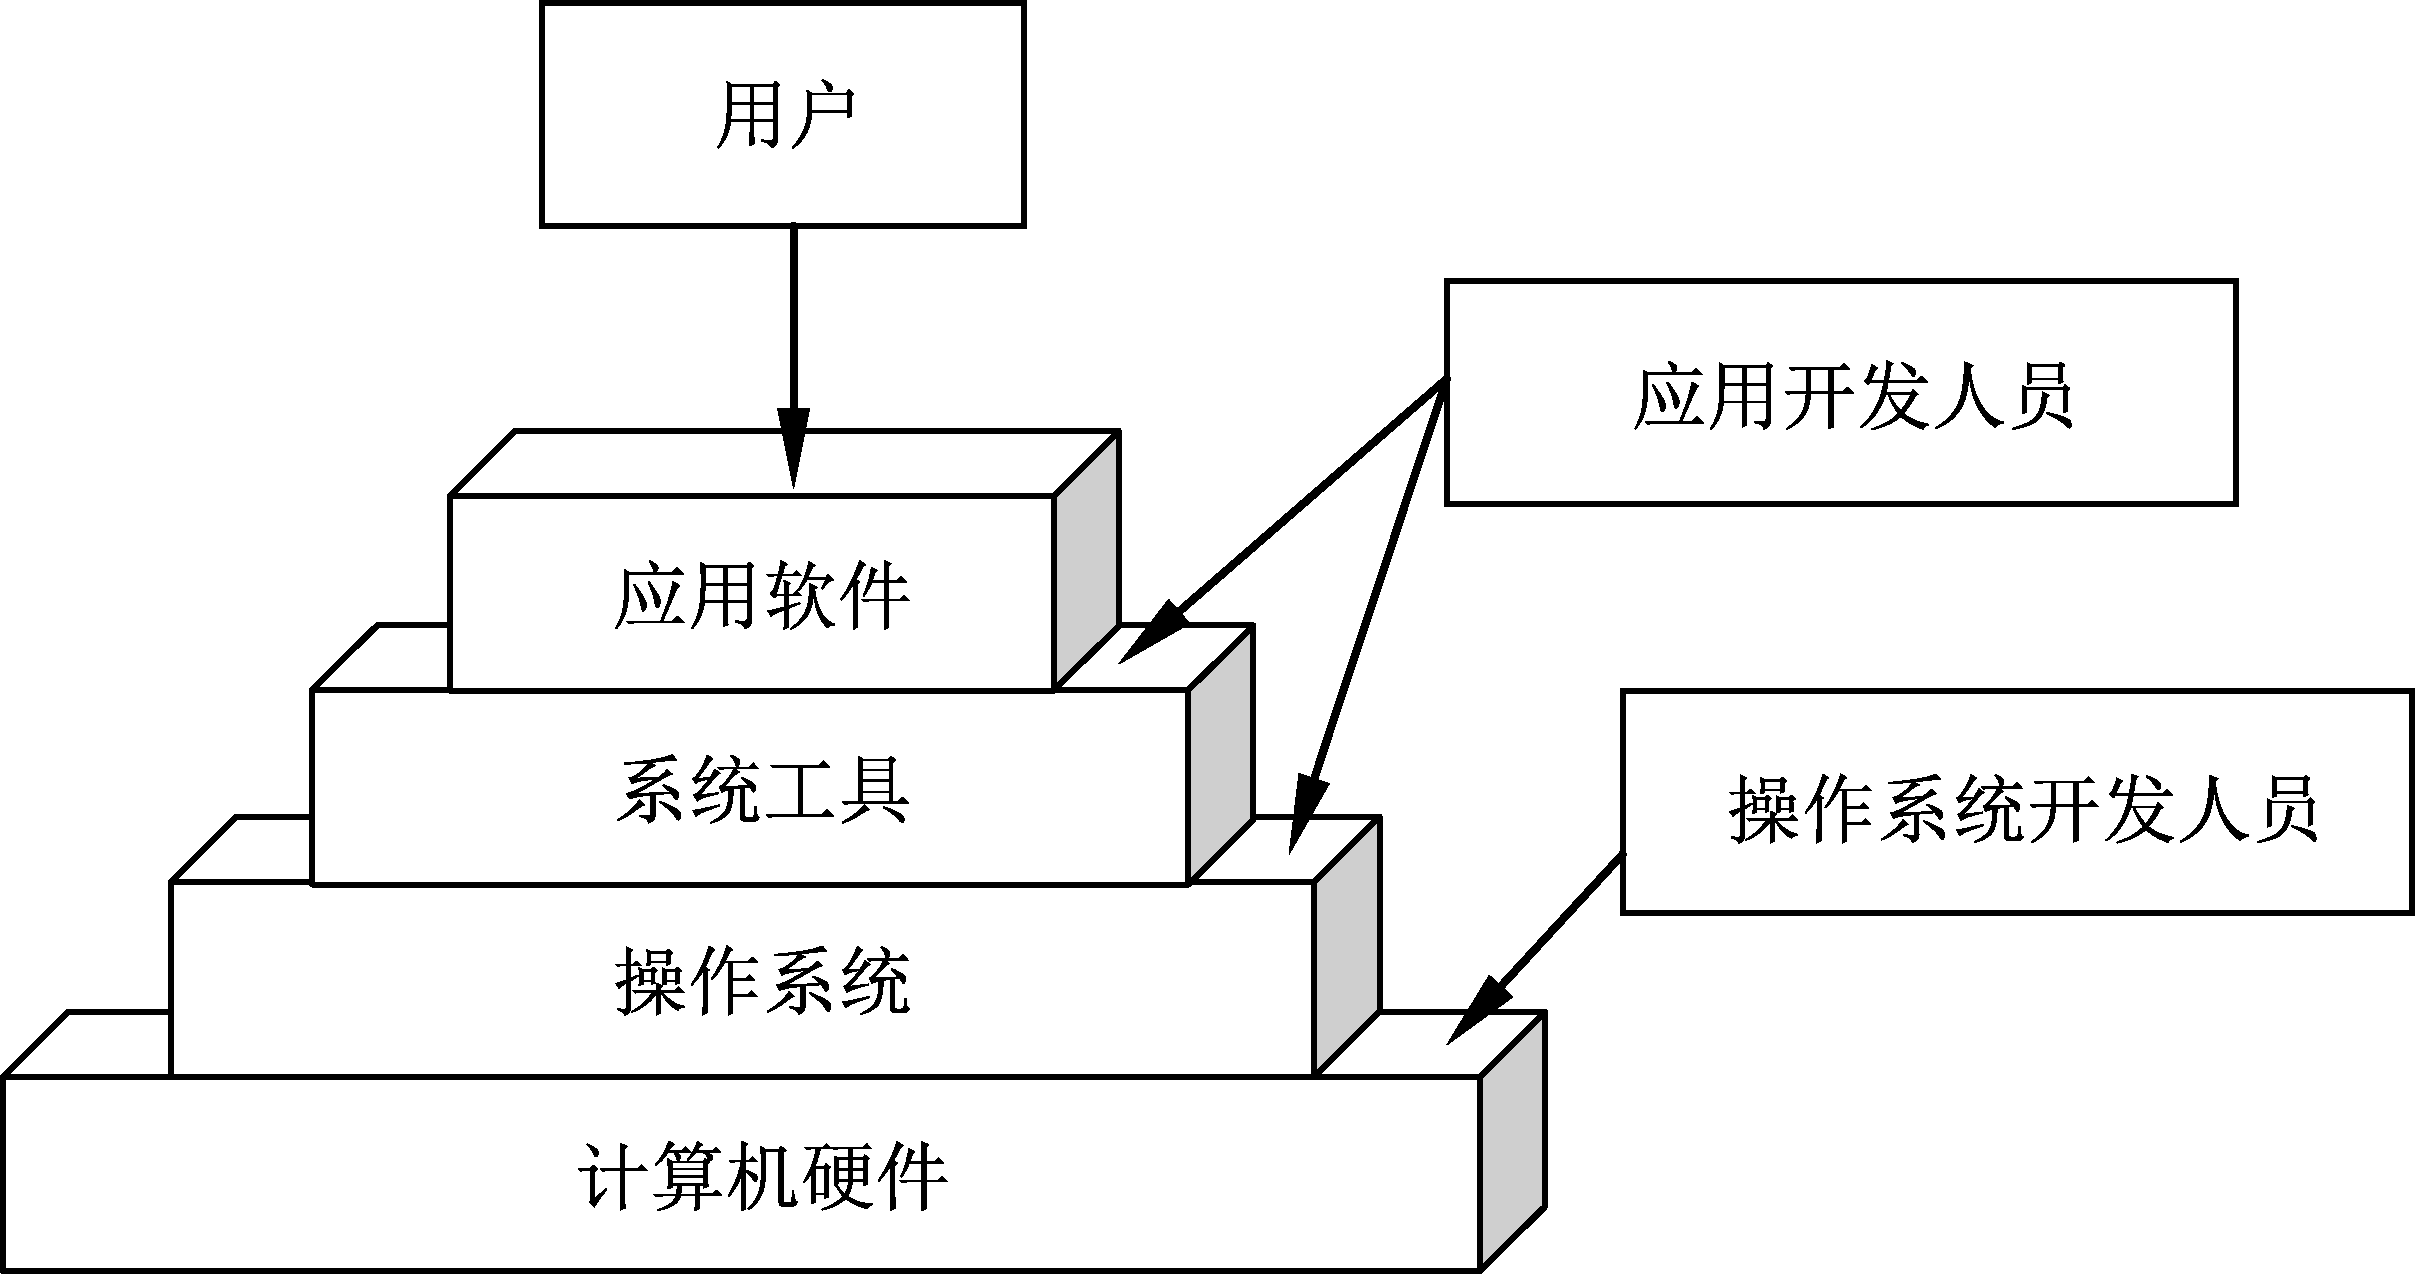 用户
应用开发人员
应用软件
系统工具
操作系统开发人员
操作系统
计算机硬件